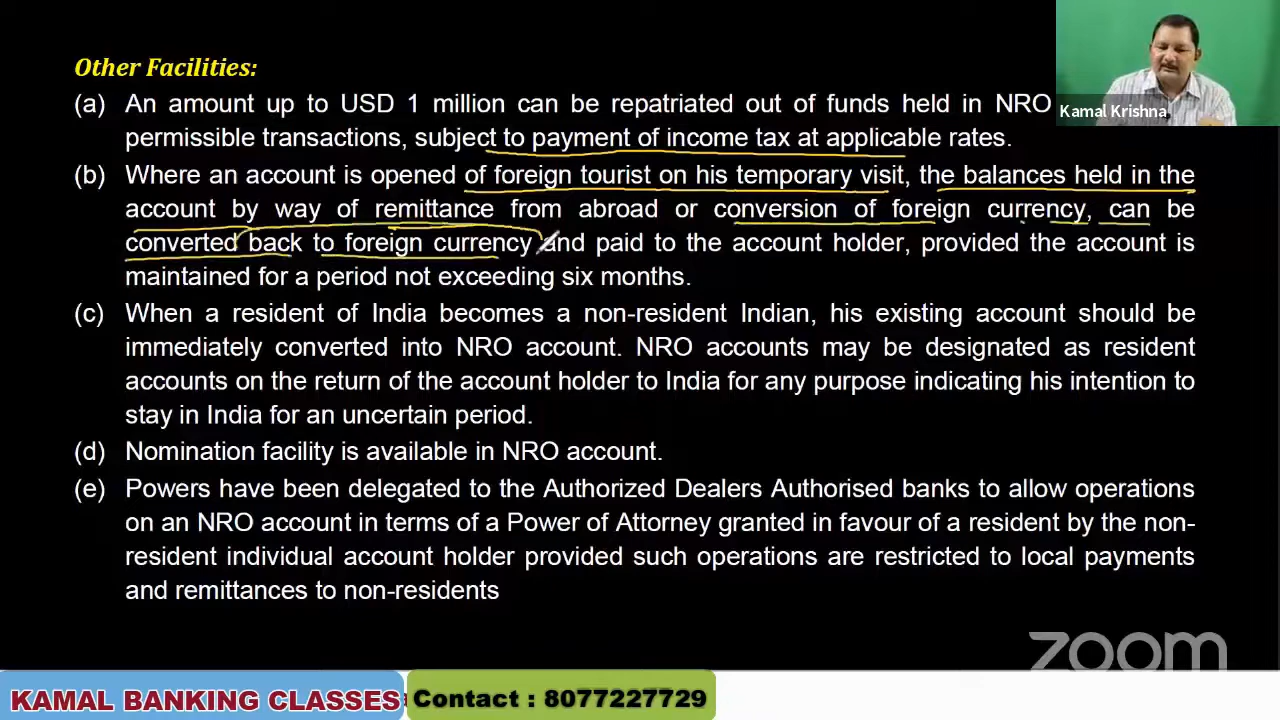 Other Facilities:
(a) An amount up to USD 1 million can be repatriated out of funds held in NRO
permissible transactions, subject to payment of income tax at applicable rates.
(b) Where an account is opened of foreign tourist on his temporary visit, the balances held in the
account by way of remittance from abroad or conversion of foreign currency, can be
converted back to foreign currency and paid to the account holder, provided the account is
maintained for a period not exceeding six months.
(c) When a resident of India becomes a non-resident Indian, his existing account should be
immediately converted into NRO account. NRO accounts may be designated as resident
accounts on the return of the account holder to India for any purpose indicating his intention to
stay in India for an uncertain period.
(d) Nomination facility is available in NRO account.
(e) Powers have been delegated to the Authorized Dealers Authorised banks to allow operations
on an NRO account in terms of a Power of Attorney granted in favour of a resident by the non-
resident individual account holder provided such operations are restricted to local payments
and remittances to non-residents
Kamal Krishna
zoom
KAMAL BANKING CLASSES
Contact : 8077227729